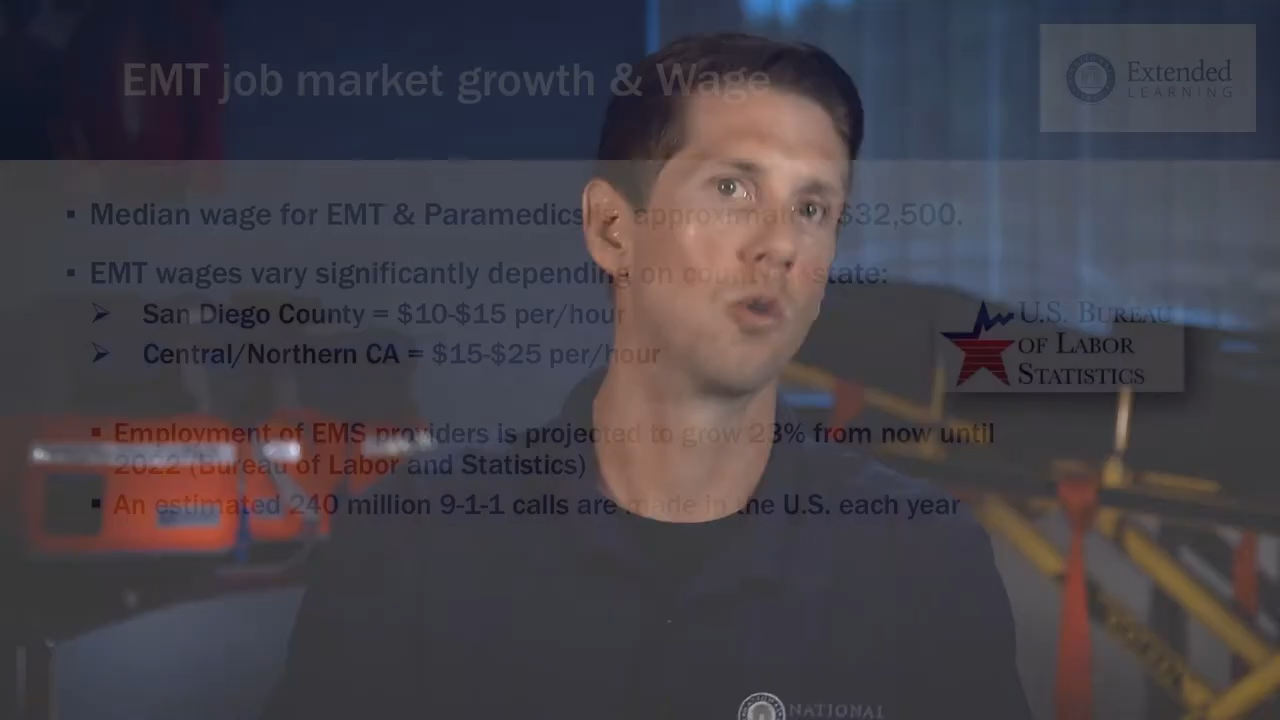 EMT job market growth & Wage
Extended
LEARNING
▪ Median wage for EMT & Paramedics is approximately $32,500.
▪ EMT wages vary significantly depending on county & state:
➢ San Diego County = $10-$15 per/hour
➢ Central/Northern CA = $15-$25 per/hour
U.S. BUREAU
OF LABOR
STATISTICS
▪ Employment of EMS providers is projected to grow 23% from now until
2022 (Bureau of Labor and Statistics)
▪ An estimated 240 million 9-1-1 calls are made in the U.S. each year
NATIONAL